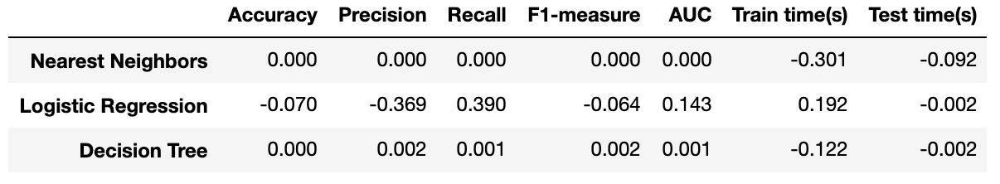 Accuracy Precision Recall F1-measure AUC Train time(s) Test time(s)
Nearest Neighbors 0.000 0.000 0.000 0.000 0.000 -0.301 -0.092
Logistic Regression -0.070 -0.369 0.390 -0.064 0.143 0.192 -0.002
Decision Tree 0.000 0.002 0.001 0.002 0.001 -0.122 -0.002